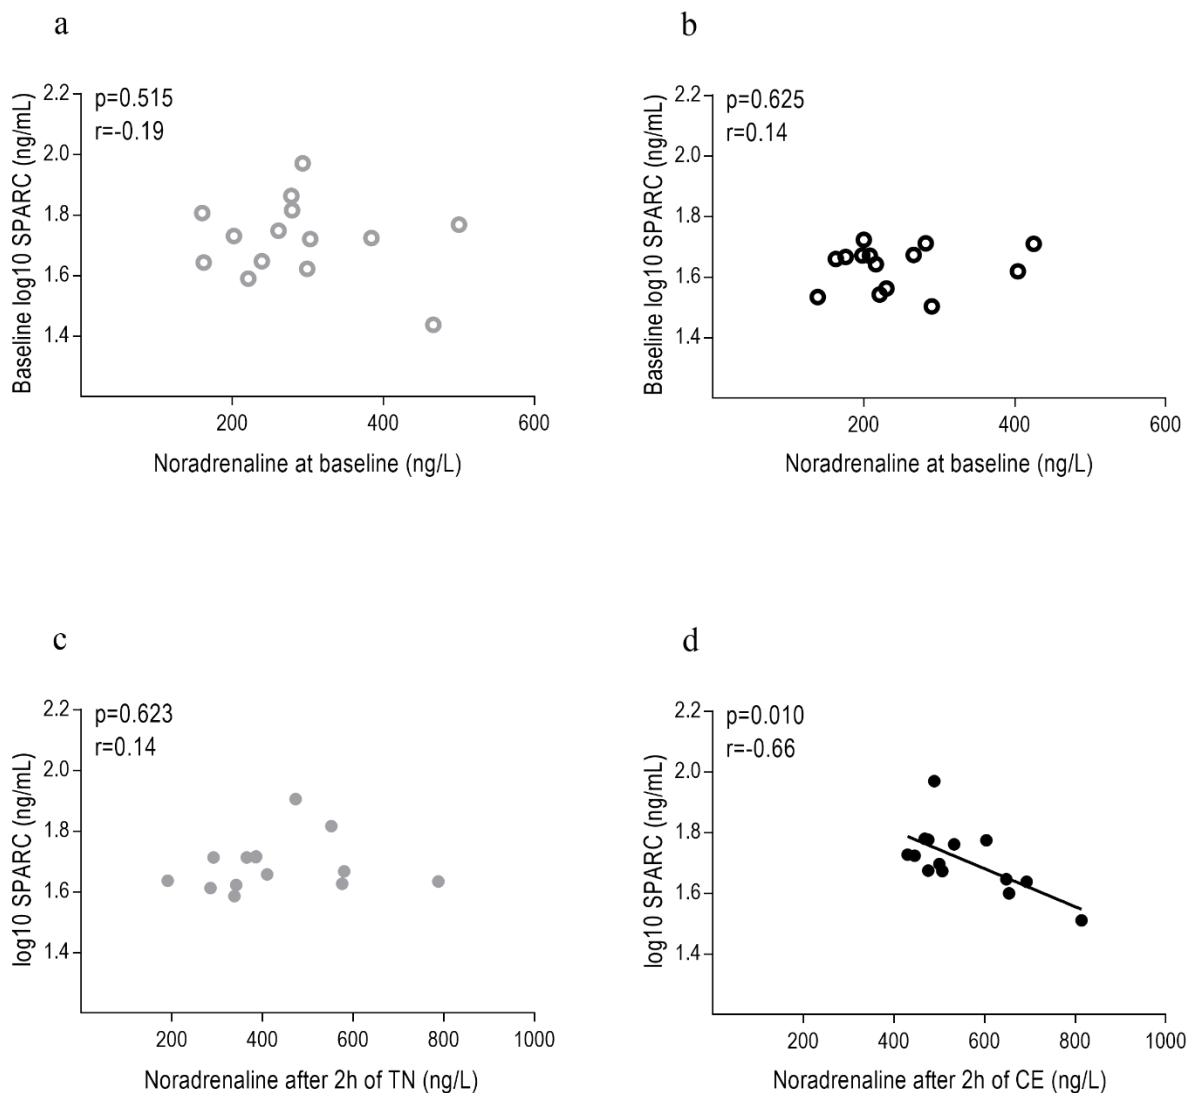 a
p=0.515
r=-0.19
Baseline log10 SPARC (ng/mL)
2.2
2.0
1.8
1.6
1.4
200 400 600
Noradrenaline at baseline (ng/L)
b
p=0.625
r=0.14
Baseline log10 SPARC (ng/mL)
2.2
2.0
1.8
1.6
1.4
200 400 600
Noradrenaline at baseline (ng/L)
c
p=0.623
r=0.14
log10 SPARC (ng/mL)
2.2
2.0
1.8
1.6
1.4
200 400 600 800 1000
Noradrenaline after 2h of TN (ng/L)
d
p=0.010
r=-0.66
log10 SPARC (ng/mL)
2.2
2.0
1.8
1.6
1.4
200 400 600 800 1000
Noradrenaline after 2h of CE (ng/L)